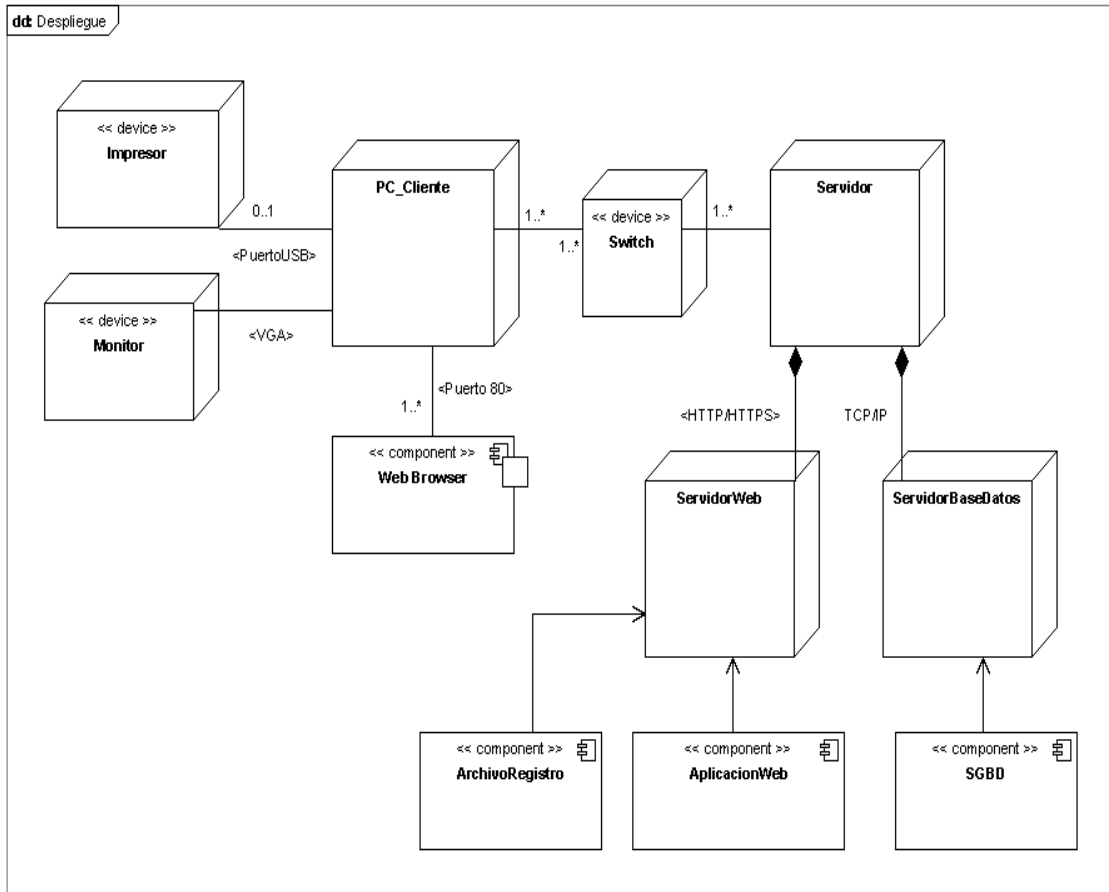 dd: Despliegue
<< device >>
Impresor
0..1
<PuertoUSB>
<< device >>
Monitor
<VGA>
PC_Cliente
1..*
1..*
<< device >>
Switch
1..*
Servidor
<Puerto 80>
1..*
<< component >>
Web Browser
<HTTP/HTTPS>
TCP/IP
ServidorWeb
ServidorBaseDatos
<< component >>
ArchivoRegistro
<< component >>
AplicacionWeb
<< component >>
SGBD